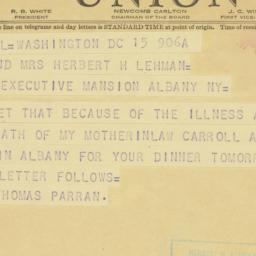 UNION
R. B. WHITE
PRESIDENT
NEWCOMB CARLTON
CHAIRMAN OF THE BOARD
J. C. WI
FIRST VICE-
line on telegrams and day letters is STANDARD TIME at point of origin. Time of rece
L=WASHINGTON DC 15 906A
ND MRS HERBERT H LEHMAN=
EXECUTIVE MANSION ALBANY NY=
ET THAT BECAUSE OF THE ILLNESS A
ATH OF MY MOTHERINLAW CARROLL A
IN ALBANY FOR YOUR DINNER TOMORR
LETTER FOLLOWS=
THOMAS PARRAN.